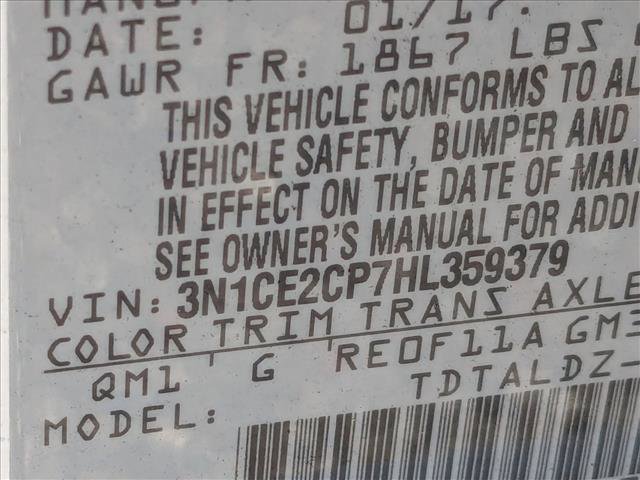 DATE: 01/17.
GAWR FR: 1867 LBS
THIS VEHICLE CONFORMS TO
VEHICLE SAFETY, BUMPER AND
IN EFFECT ON THE DATE OF
SEE OWNER'S MANUAL FOR
VIN: 3N1CE2CP7HL359379
COLOR TRIM TRANS AXLE
QM1 G RE0F11A
TDTALDZ-
MODEL: